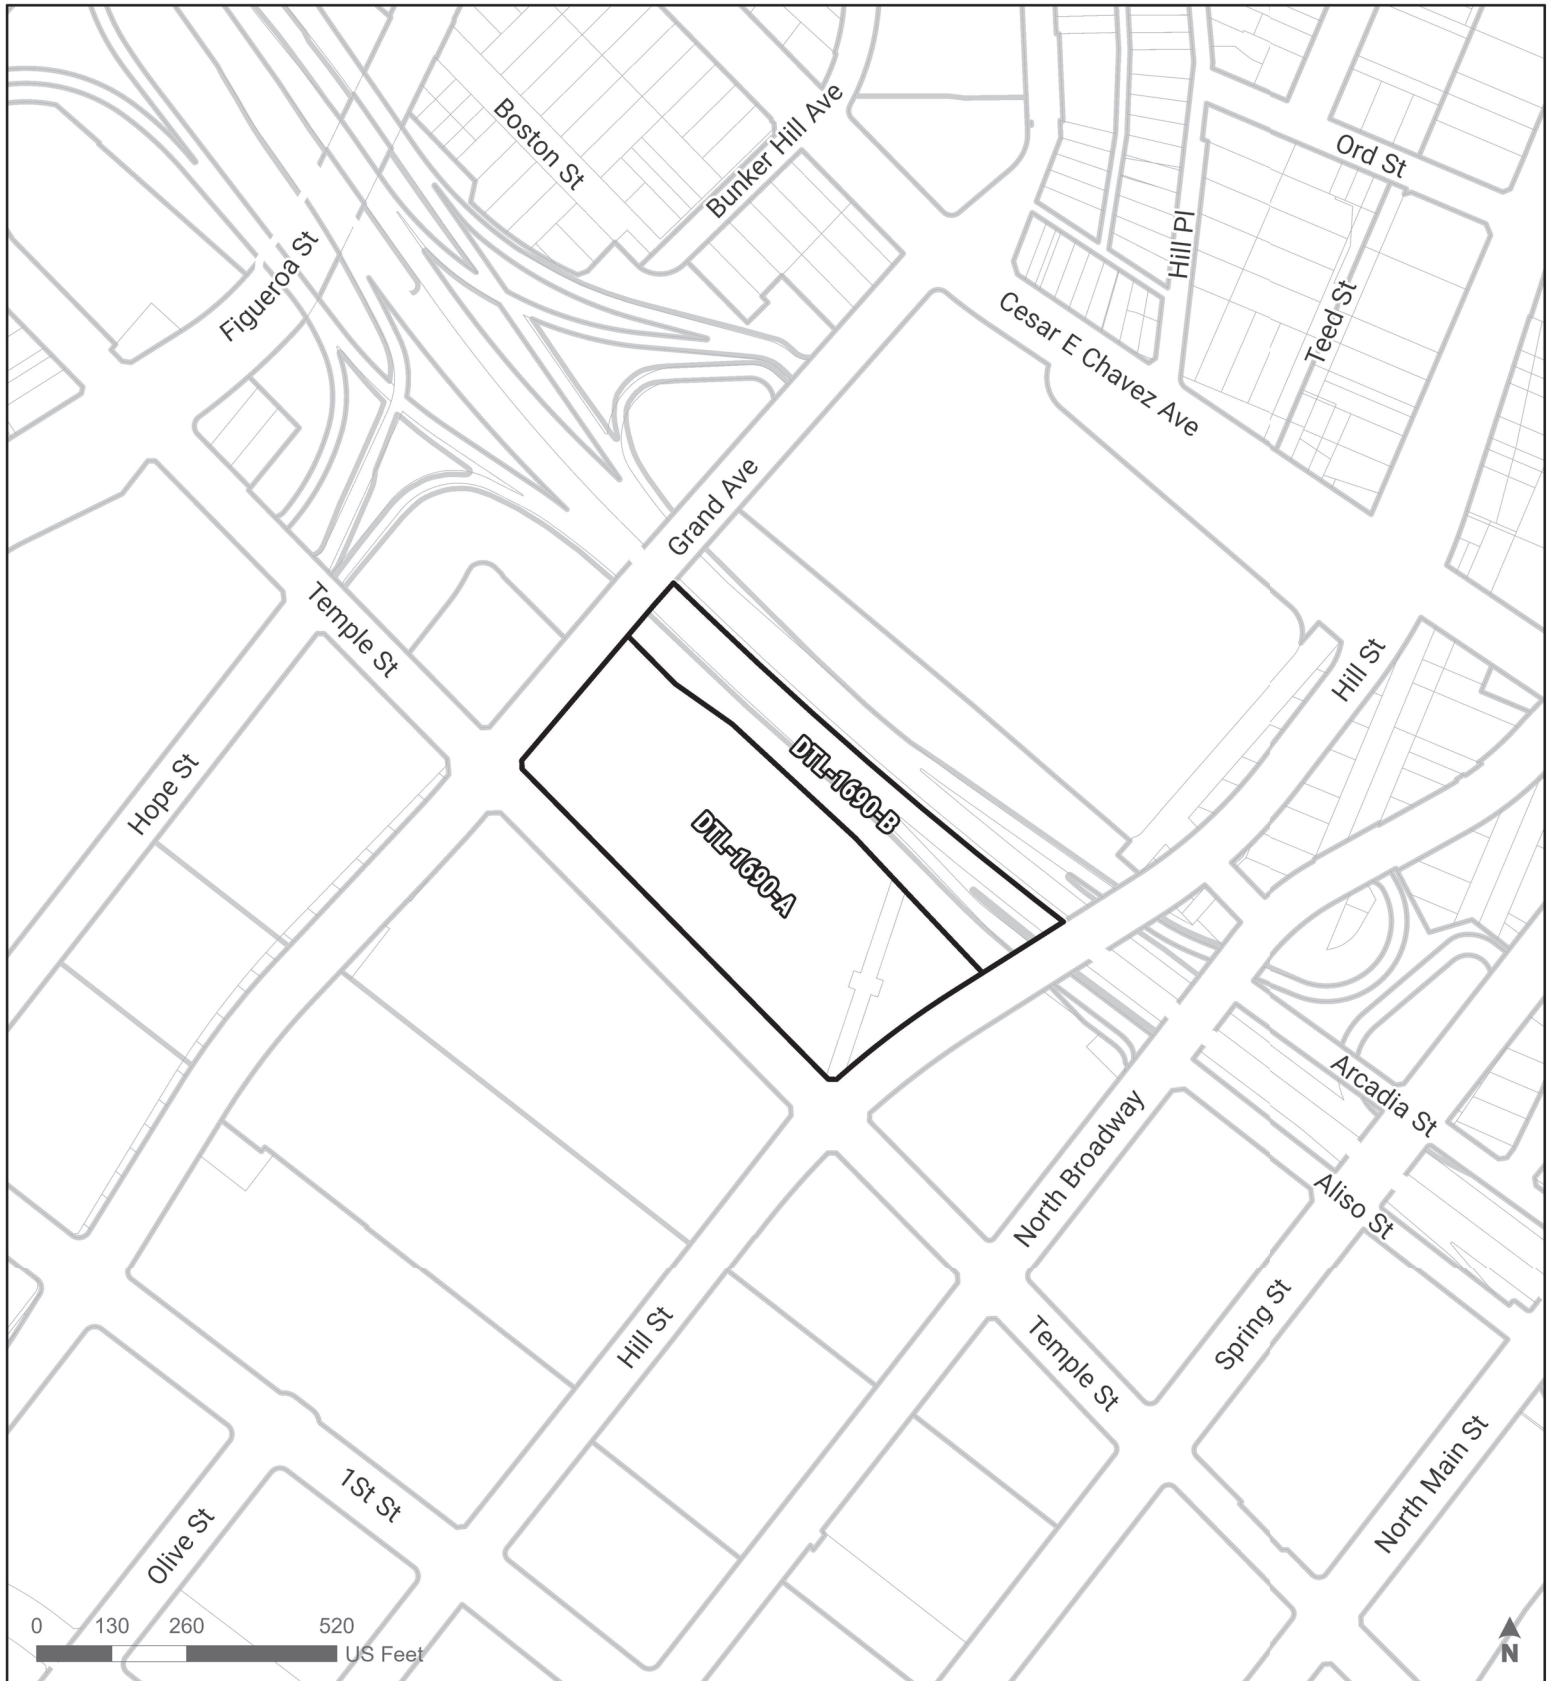 Boston St
Bunker Hill Ave
Ord St
Hill Pl
Figueroa St
Teed St
Cesar E Chavez Ave
Grand Ave
Temple St
Hill St
Hope St
DTL-1690-B
DTL-1690-A
Arcadia St
North Broadway
Aliso St
Spring St
Hill St
Temple St
North Main St
1St St
Olive St
0 130 260 520
US Feet
N